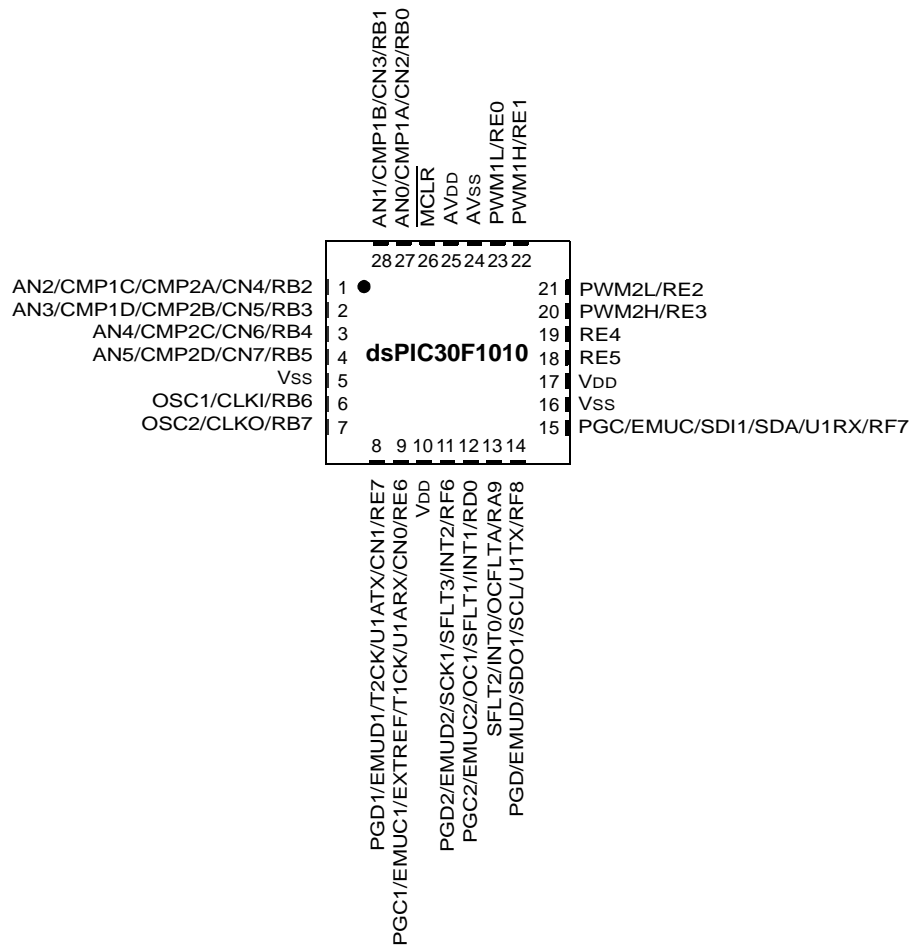 AN1/CMP1B/CN3/RB1
AN0/CMP1A/CN2/RB0
MCLR
AVDD
AVSS
PWM1L/RE0
PWM1H/RE1
28 27 26 25 24 23 22
AN2/CMP1C/CMP2A/CN4/RB2 1
AN3/CMP1D/CMP2B/CN5/RB3 2
AN4/CMP2C/CN6/RB4 3
AN5/CMP2D/CN7/RB5 4
VSS 5
OSC1/CLKI/RB6 6
OSC2/CLKO/RB7 7
dsPIC30F1010
21 PWM2L/RE2
20 PWM2H/RE3
19 RE4
18 RE5
17 VDD
16 VSS
15 PGC/EMUC/SDI1/SDA/U1RX/RF7
8 9 10 11 12 13 14
PGD1/EMUD1/T2CK/U1ATX/CN1/RE7
PGC1/EMUC1/EXTREF/T1CK/U1ARX/CN0/RE6
VDD
PGD2/EMUD2/SCK1/SFLT3/INT2/RF6
PGC2/EMUC2/OC1/SFLT1/INT1/RD0
SFLT2/INT0/OCFLTA/RA9
PGD/EMUD/SDO1/SCL/U1TX/RF8